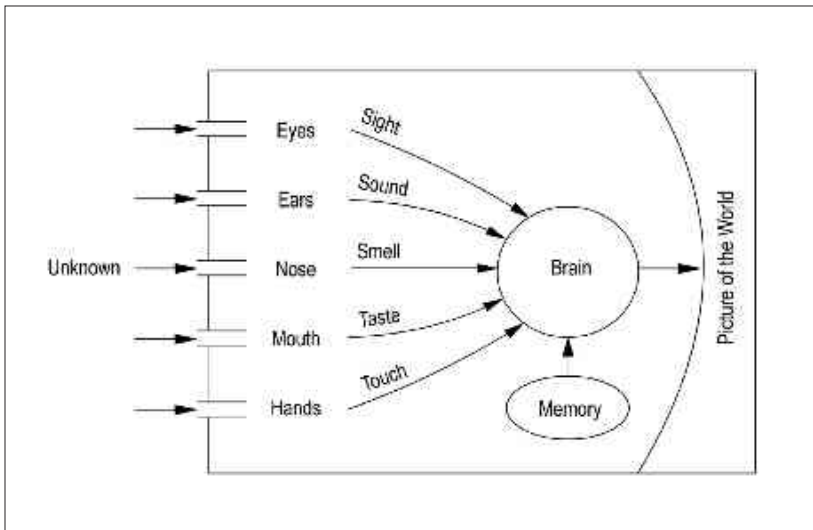 Eyes
Sight
Ears
Sound
Unknown
Nose
Smell
Brain
Mouth
Taste
Hands
Touch
Memory
Picture of the World